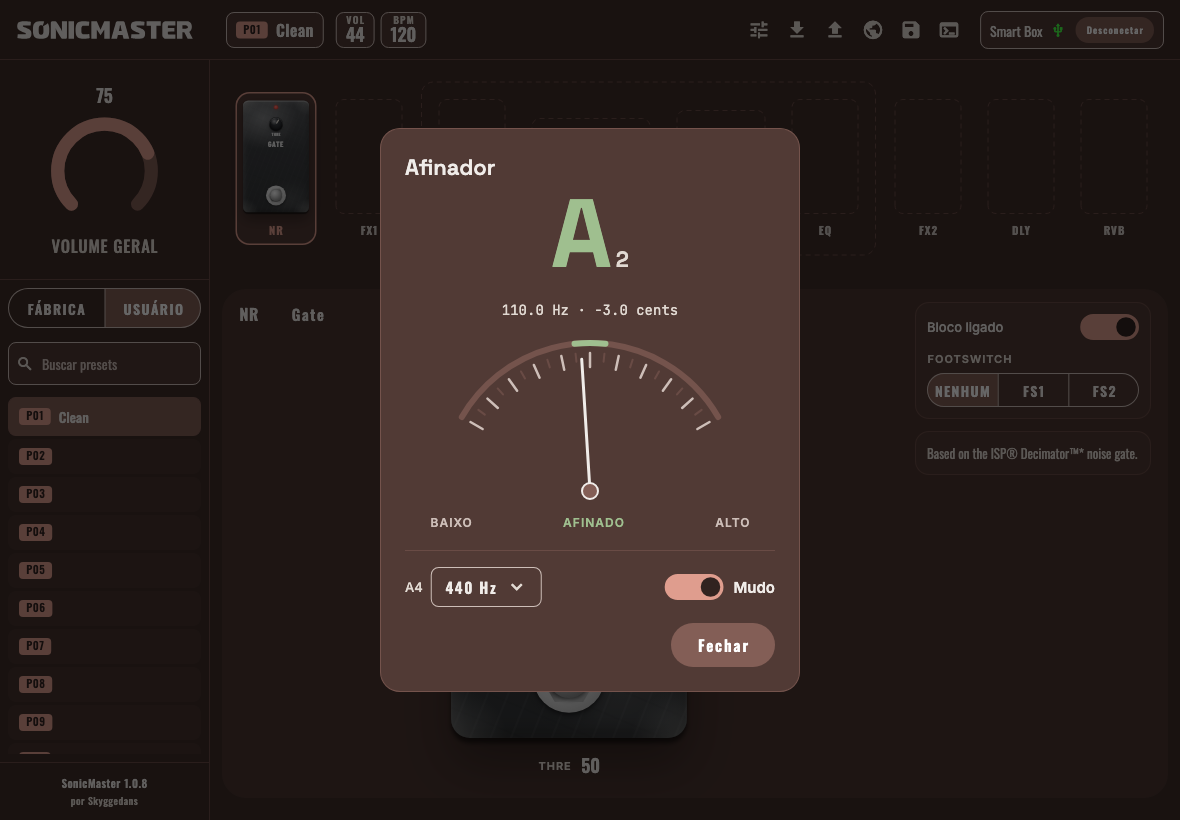 SONICMASTER
P01 Clean
VOL
44
BPM
120
Smart Box
Desconectar
75
VOLUME GERAL
FÁBRICA
USUÁRIO
Buscar presets
P01 Clean
P02
P03
P04
P05
P06
P07
P08
P09
SonicMaster 1.0.8
por Skyggedans
THRE
GATE
NR
FX1
EQ
FX2
DLY
RVB
NR Gate
Afinador
A2
110.0 Hz · -3.0 cents
BAIXO
AFINADO
ALTO
A4
440 Hz
Mudo
Fechar
THRE 50
Bloco ligado
FOOTSWITCH
NENHUM
FS1
FS2
Based on the ISP® Decimator™* noise gate.